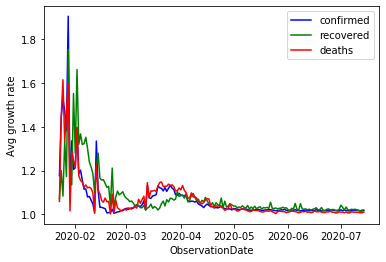 confirmed
recovered
deaths
1.8
1.6
1.4
1.2
1.0
Avg growth rate
2020-02
2020-03
2020-04
2020-05
2020-06
2020-07
ObservationDate